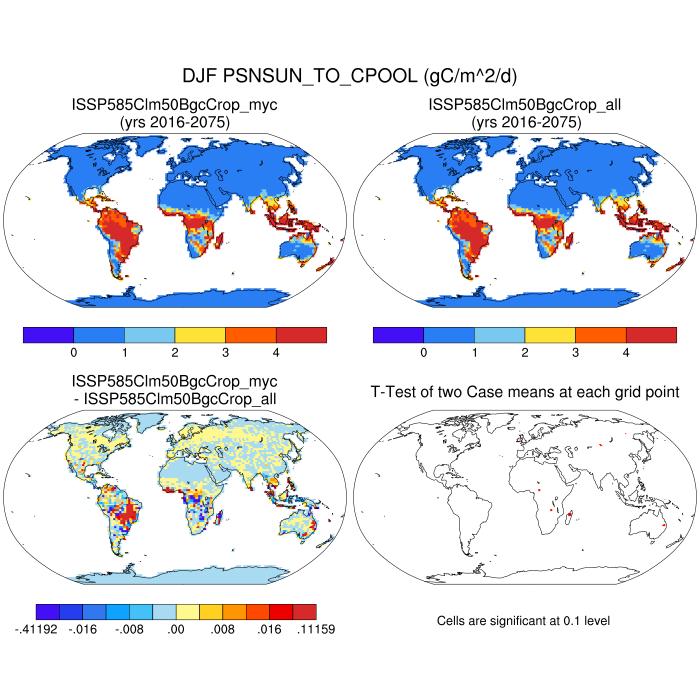 DJF PSNSUN_TO_CPOOL (gC/m^2/d)
ISSP585Clm50BgcCrop_myc
(yrs 2016-2075)
ISSP585Clm50BgcCrop_all
(yrs 2016-2075)
0 1 2 3 4
0 1 2 3 4
ISSP585Clm50BgcCrop_myc
- ISSP585Clm50BgcCrop_all
T-Test of two Case means at each grid point
-.41192 -.016 -.008 .00 .008 .016 .11159
Cells are significant at 0.1 level